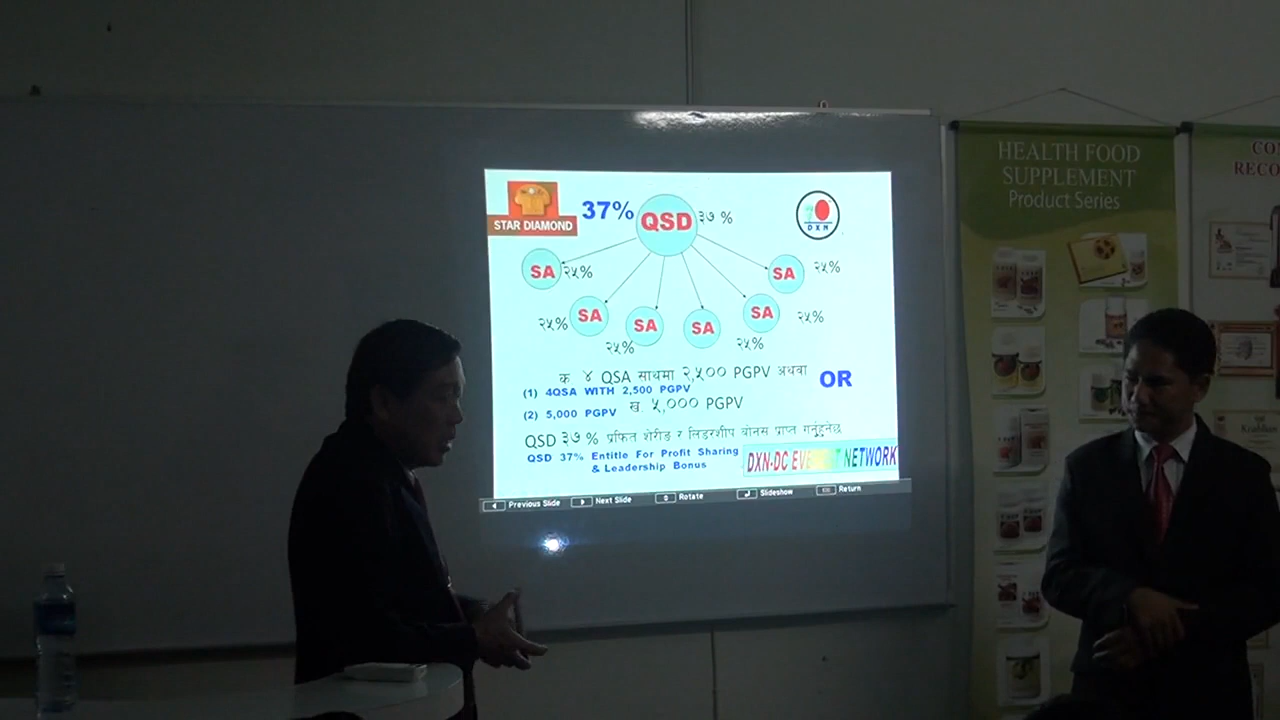 STAR DIAMOND
37%
QSD
३७ %
DXN
SA
२५%
SA
२५%
SA
२५%
SA
SA
२५%
SA
२५%
२५%
क ४ QSA साथमा २,५०० PGPV अथवा
OR
(1) 4QSA WITH 2,500 PGPV
ख. ५,००० PGPV
(2) 5,000 PGPV
QSD ३७ % प्रफित शेरीङ र लिडरशीप बोनस प्राप्त गर्नुहुनेछ
QSD 37% Entitle For Profit Sharing
& Leadership Bonus
NETWORK
DXN-DC
Previous Slide
Next Slide
Rotate
Slideshow
Return
HEALTH FOOD
SUPPLEMENT
Product Series